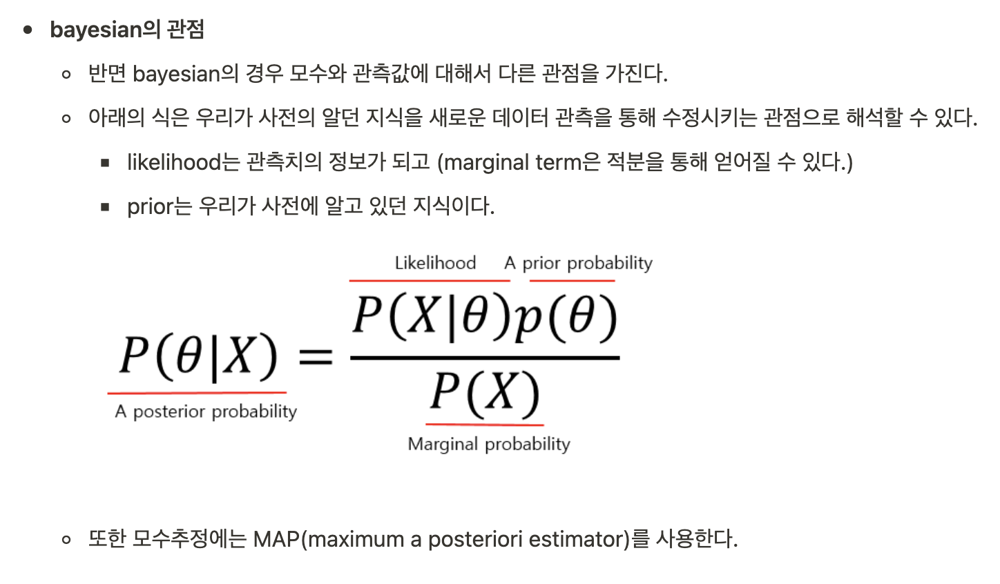 • bayesian의 관점
◦ 반면 bayesian의 경우 모수와 관측값에 대해서 다른 관점을 가진다.
◦ 아래의 식은 우리가 사전의 알던 지식을 새로운 데이터 관측을 통해 수정시키는 관점으로 해석할 수 있다.
▪ likelihood는 관측치의 정보가 되고 (marginal term은 적분을 통해 얻어질 수 있다.)
▪ prior는 우리가 사전에 알고 있던 지식이다.
Likelihood A prior probability
P(X|θ)p(θ)
P(θ|X) =
P(X)
A posterior probability
Marginal probability
◦ 또한 모수추정에는 MAP(maximum a posteriori estimator)를 사용한다.